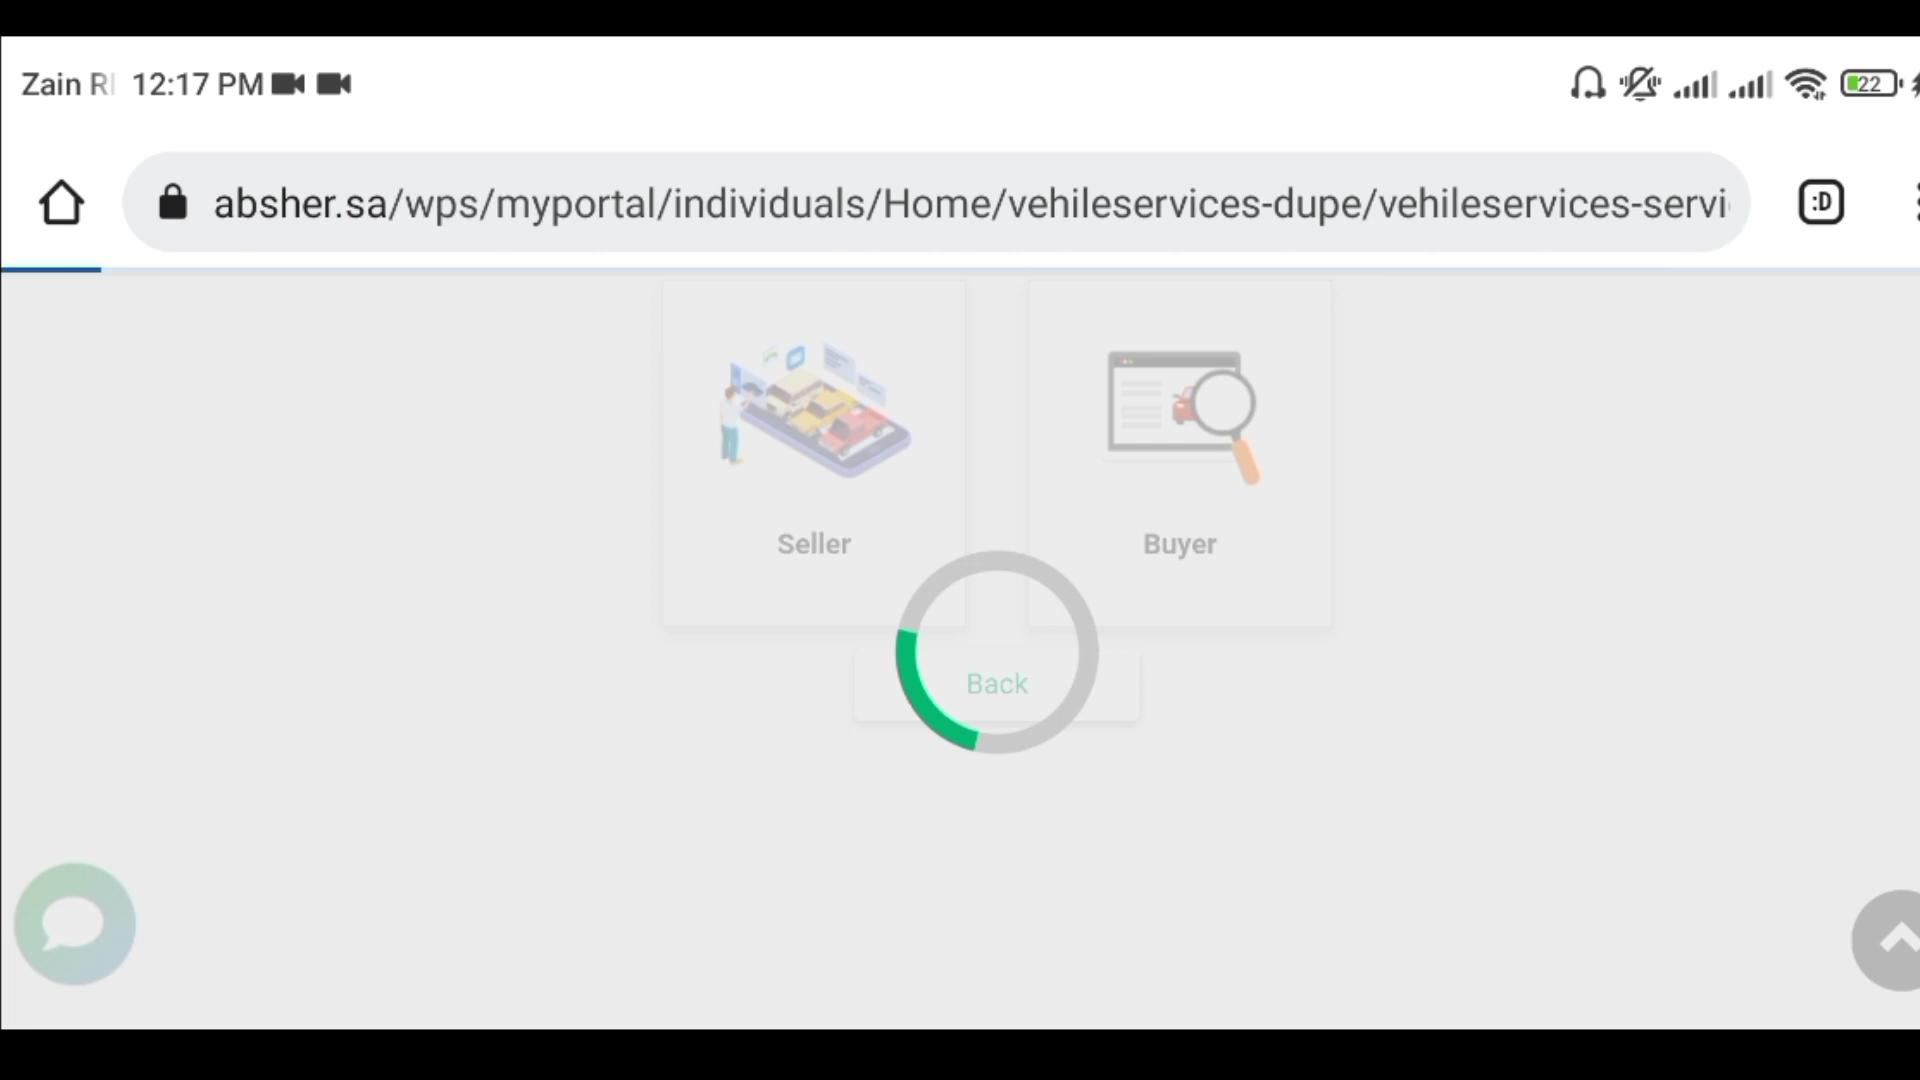 Zain 12:17 PM 22
absher.sa/wps/myportal/individuals/Home/vehileservices-dupe/vehileservices-servi
:D
Seller Buyer
Back